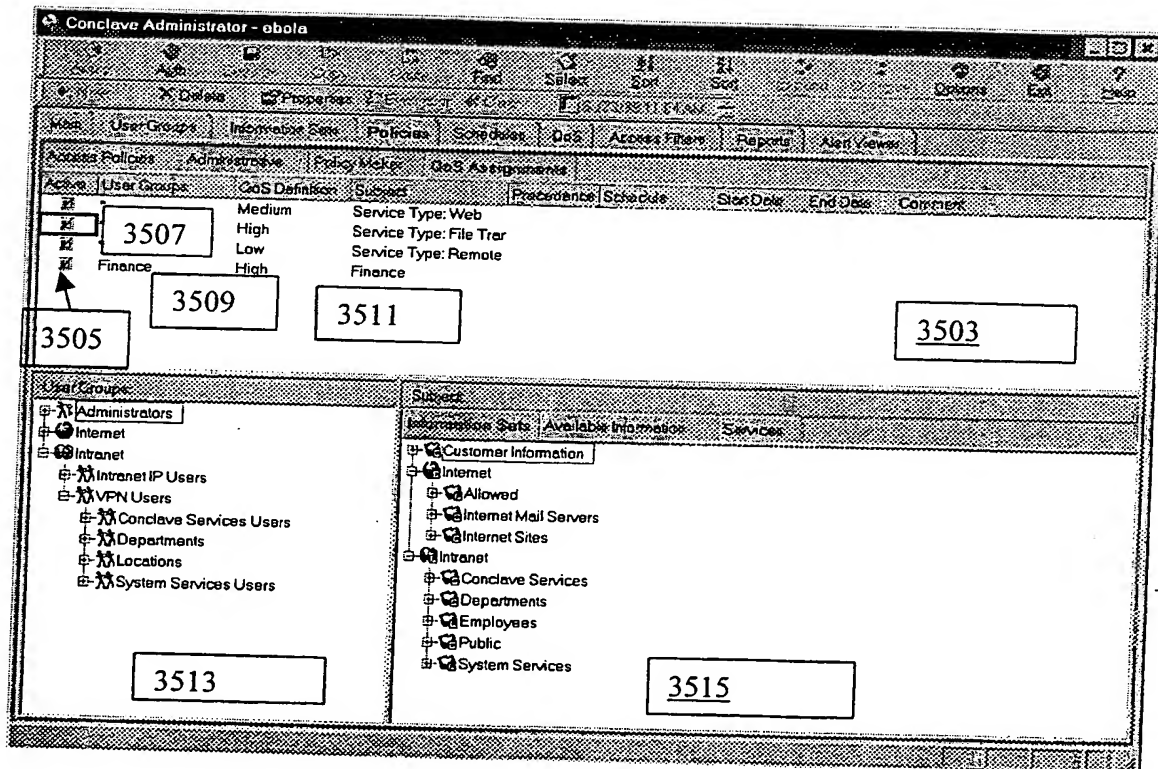 Conclave Administrator - ebola
Auth Find Select Sort Sort Options Exit Help
Delete Properties
Main User Groups Information Sets Policies Schedules QoS Access Filters Reports Alert Viewer
Access Policies Administrative Policy Maker QoS Assignments
Active User Groups QoS Definition Subject Precedence Schedule Start Date End Date Comment
Medium Service Type: Web
High Service Type: File Tran
Low Service Type: Remote
Finance High Finance
3507
3509
3511
3503
3505
User Groups
Administrators
Internet
Intranet
Intranet IP Users
VPN Users
Conclave Services Users
Departments
Locations
System Services Users
3513
Subject
Information Sets Available Information Services
Customer Information
Internet
Allowed
Internet Mail Servers
Internet Sites
Intranet
Conclave Services
Departments
Employees
Public
System Services
3515